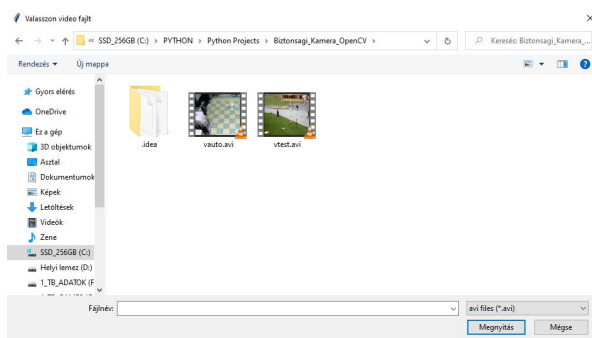 Valasszon video fajlt
« SSD_256GB (C:) › PYTHON › Python Projects › Biztonsagi_Kamera_OpenCV ›
Keresés: Biztonsagi_Kamera_...
Rendezés Új mappa
Gyors elérés
OneDrive
Ez a gép
3D objektumok
Asztal
Dokumentumok
Képek
Letöltések
Videók
Zene
SSD_256GB (C:)
Helyi lemez (D:)
1_TB_ADATOK (F
.idea
vauto.avi
vtest.avi
Fájlnév:
avi files (*.avi)
Megnyitás Mégse